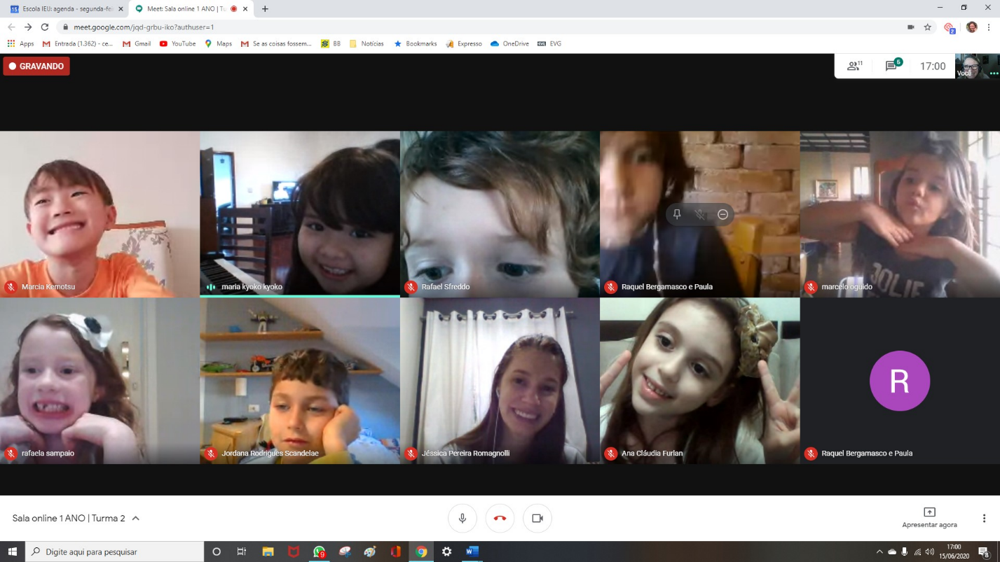 15 Escola IEIJ: agenda - segunda-fei
Meet: Sala online 1 ANO | Tu
meet.google.com/jqd-grbu-iko?authuser=1
2
Apps Entrada (1.362) - ce... Gmail YouTube Maps Se as coisas fossem... BB Notícias Bookmarks Expresso OneDrive EVG
GRAVANDO
11 5 17:00 Você
Marcia Kemotsu
maria kyoko kyoko
Rafael Sfreddo
Raquel Bergamasco e Paula
JOLIE
marcelo oguido
rafaela sampaio
Jordana Rodrigues Scandelae
Jéssica Pereira Romagnolli
Ana Cláudia Furlan
R
Raquel Bergamasco e Paula
Sala online 1 ANO | Turma 2
Apresentar agora
Digite aqui para pesquisar
9
17:00
15/06/2020
8